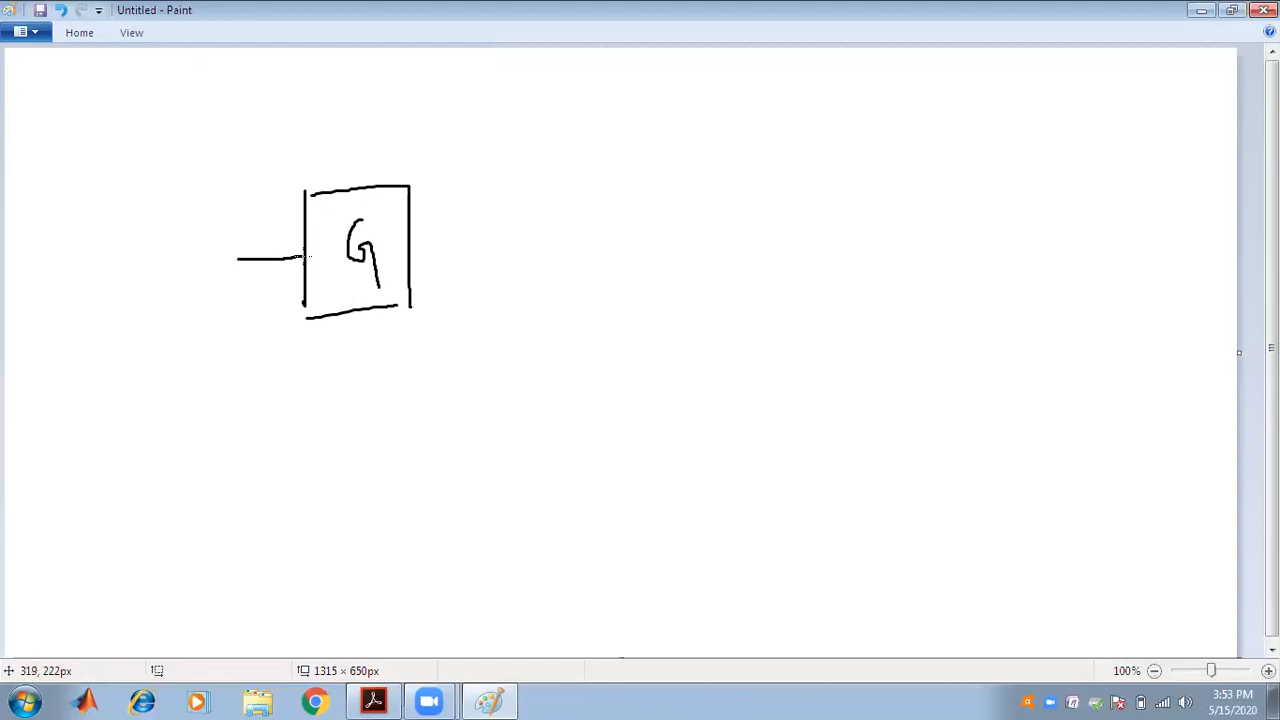 Untitled - Paint
Home View
G
319, 222px
1315 × 650px
100%
3:53 PM
5/15/2020